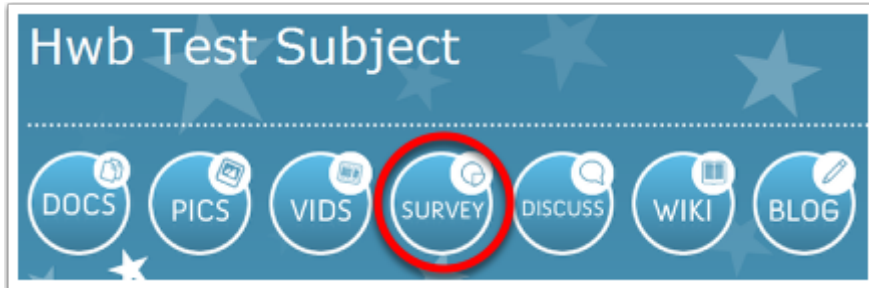 Hwb Test Subject
DOCS PICS VIDS SURVEY DISCUSS WIKI BLOG